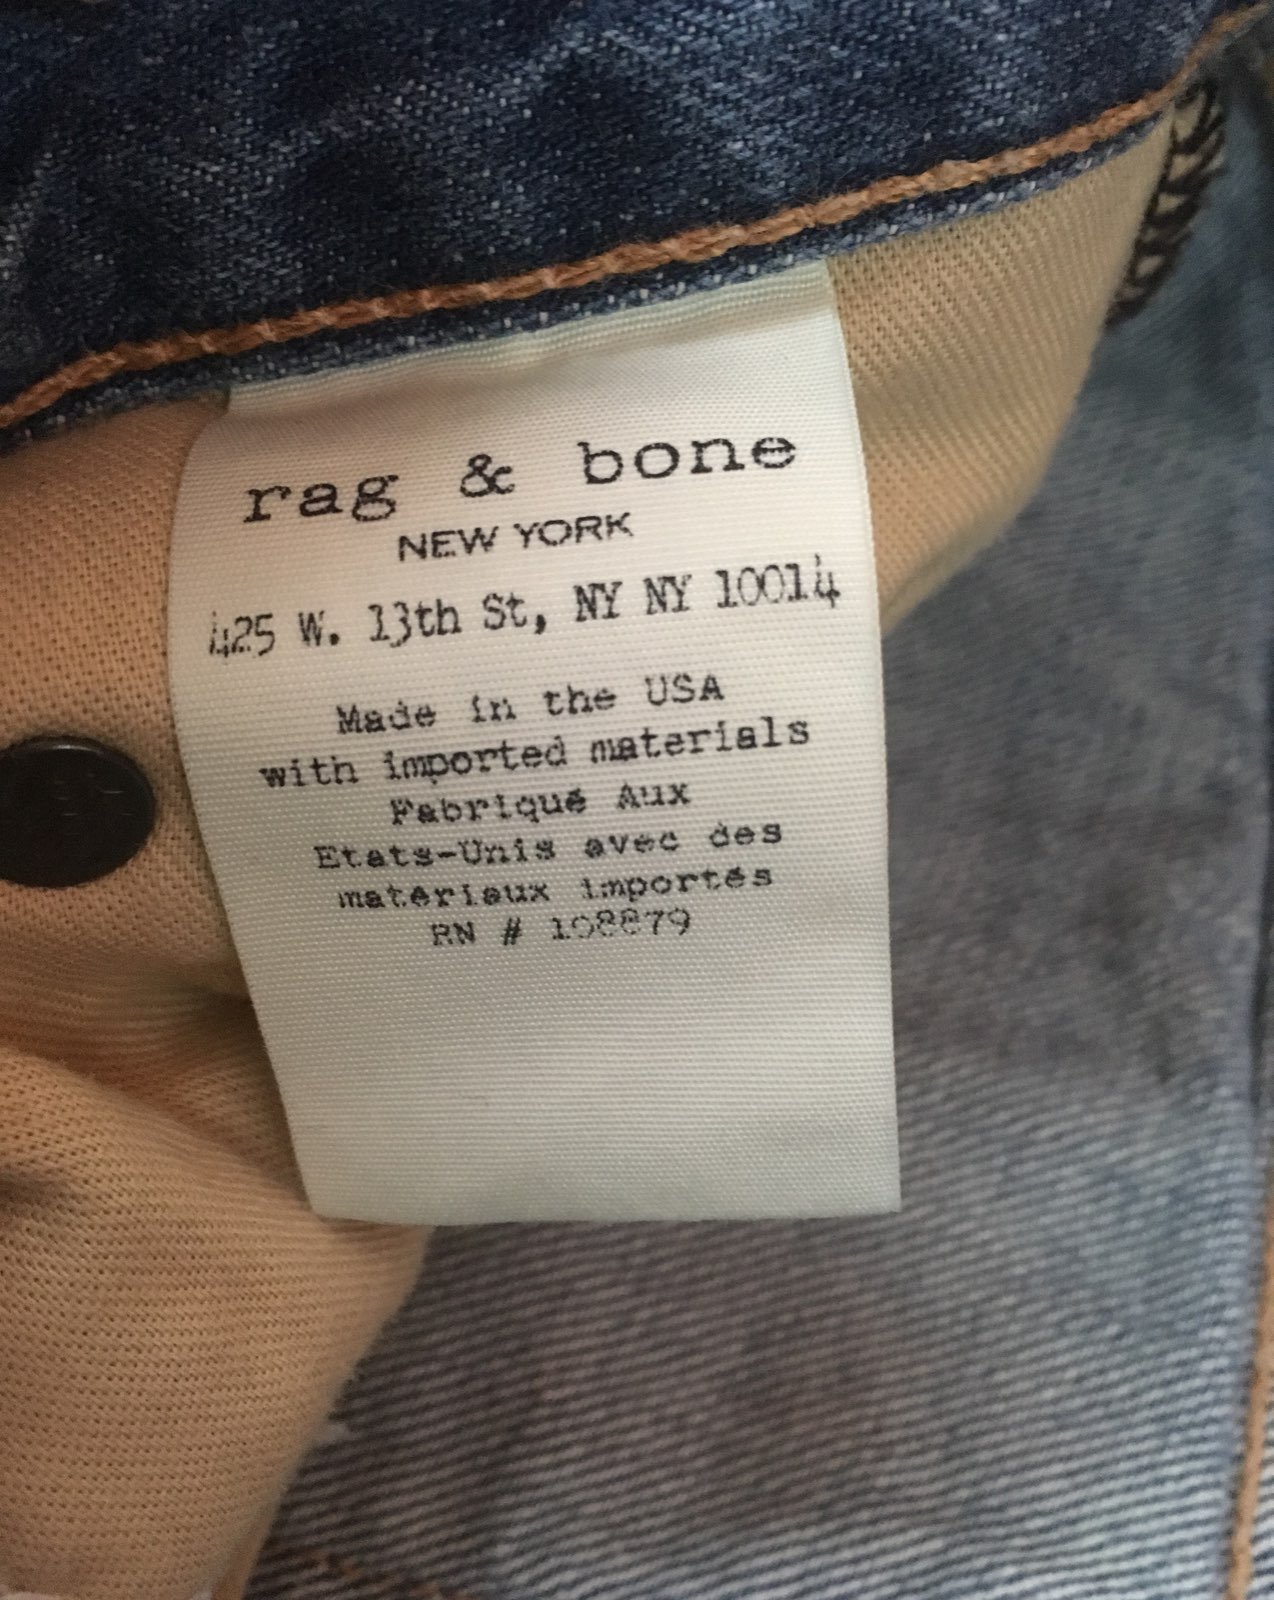 rag & bone
NEW YORK
425 W. 13th St, NY NY 10014
Made in the USA
with imported materials
Fabriqué Aux
Etats-Unis avec des
matériaux importés
RN # 108879